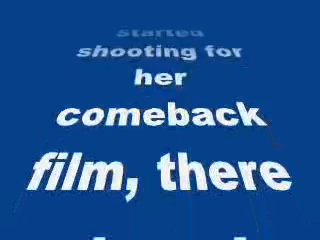 started
shooting for
her
comeback
film, there